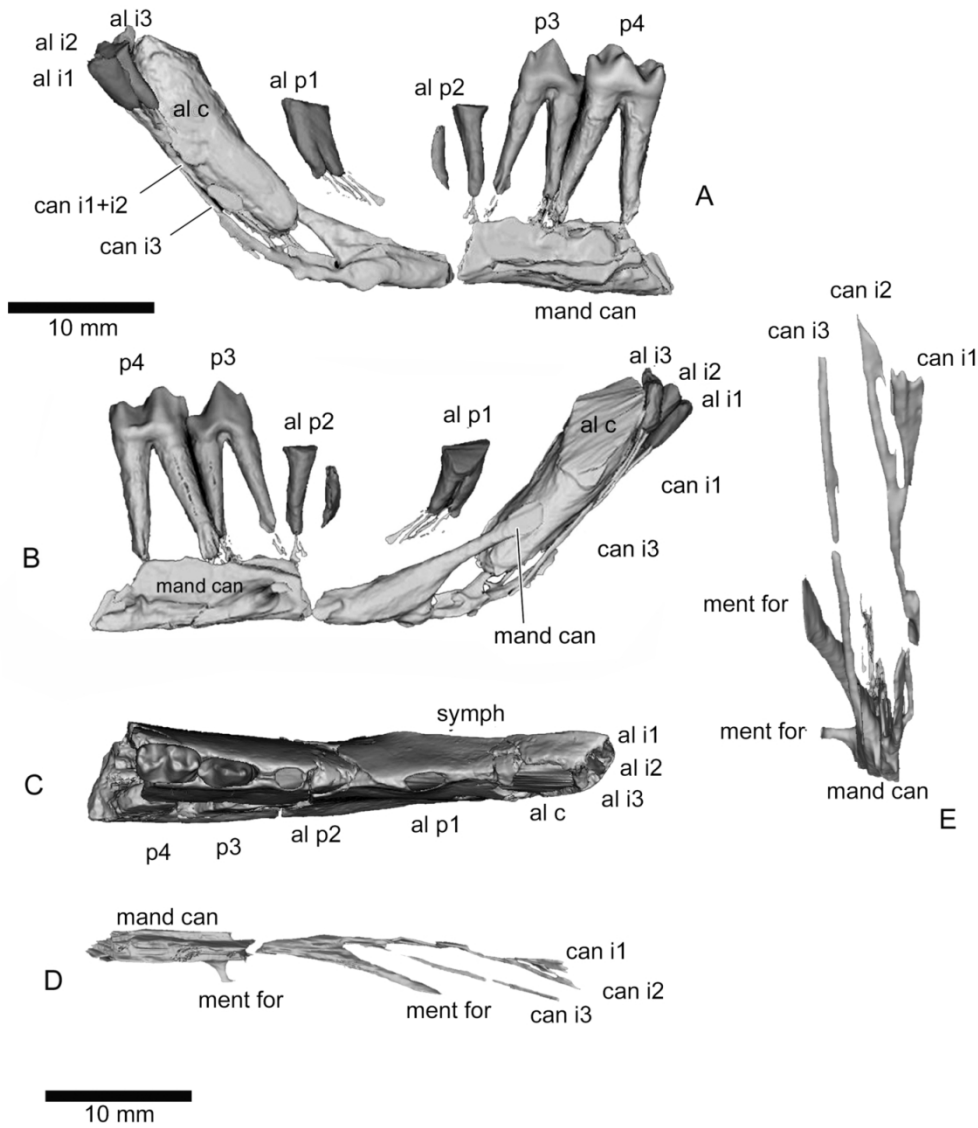 al i3
al i2
al i1
al c
al p1
al p2
p3
p4
can i1+i2
can i3
A
mand can
10 mm
p4
p3
al p2
al p1
al c
al i3
al i2
al i1
can i1
can i3
B
mand can
mand can
can i2
can i3
can i1
ment for
ment for
mand can
E
symph
al i1
al i2
al i3
C
al c
al p1
al p2
p3
p4
mand can
D
ment for
ment for
can i1
can i2
can i3
10 mm